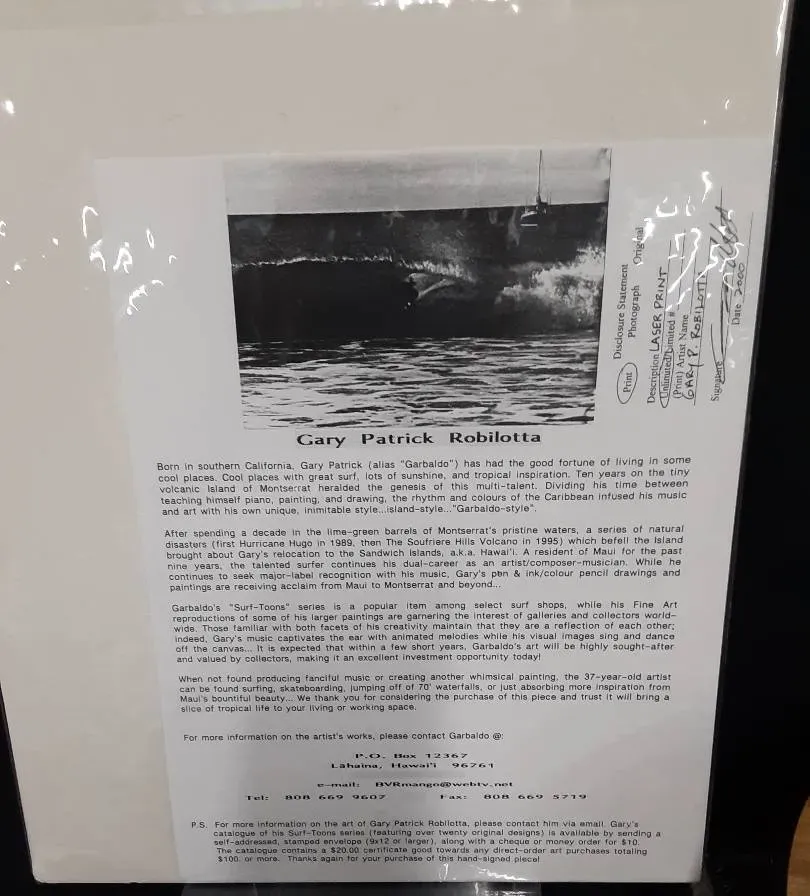 Gary Patrick Robilotta
Born in southern California, Gary Patrick (alias "Garbaldo") has had the good fortune of living in some
cool places. Cool places with great surf, lots of sunshine, and tropical inspiration. Ten years on the tiny
volcanic Island of Montserrat heralded the genesis of this multi-talent. Dividing his time between
teaching himself piano, painting, and drawing, the rhythm and colours of the Caribbean infused his music
and art with his own unique, inimitable style...island-style..."Garbaldo-style".
After spending a decade in the lime-green barrels of Montserrat's pristine waters, a series of natural
disasters (first Hurricane Hugo in 1989, then The Soufriere Hills Volcano in 1995) which befell the Island
brought about Gary's relocation to the Sandwich Islands, a.k.a. Hawai'i. A resident of Maui for the past
nine years, the talented surfer continues his dual-career as an artist/composer-musician. While he
continues to seek major-label recognition with his music, Gary's pen & ink/colour pencil drawings and
paintings are receiving acclaim from Maui to Montserrat and beyond...
Garbaldo's "Surf-Toons" series is a popular item among select surf shops, while his Fine Art
reproductions of some of his larger paintings are garnering the interest of galleries and collectors world-
wide. Those familiar with both facets of his creativity maintain that they are a reflection of each other;
indeed, Gary's music captivates the ear with animated melodies while his visual images sing and dance
off the canvas... It is expected that within a few short years, Garbaldo's art will be highly sought-after
and valued by collectors, making it an excellent investment opportunity today!
When not found producing fanciful music or creating another whimsical painting, the 37-year-old artist
can be found surfing, skateboarding, jumping off of 70' waterfalls, or just absorbing more inspiration from
Maui's bountiful beauty... We thank you for considering the purchase of this piece and trust it will bring a
slice of tropical life to your living or working space.
For more information on the artist's works, please contact Garbaldo @:
P.O. Box 12367
Lahaina, Hawai'i 96761
e-mail: BVRmango@webtv.net
Tel: 808 669 9607 Fax: 808 669 5719
P.S. For more information on the art of Gary Patrick Robilotta, please contact him via email. Gary's
catalogue of his Surf-Toons series (featuring over twenty original designs) is available by sending a
self-addressed, stamped envelope (9x12 or larger), along with a cheque or money order for $10.
The catalogue contains a $20.00 certificate good towards any direct-order art purchases totaling
$100. or more. Thanks again for your purchase of this hand-signed piece!
Disclosure Statement
Print Photograph Original
Description LASER PRINT
Unlimited/Limited #
(Print) Artist Name
GARY P. ROBILOTTA
Signature
Date 2000